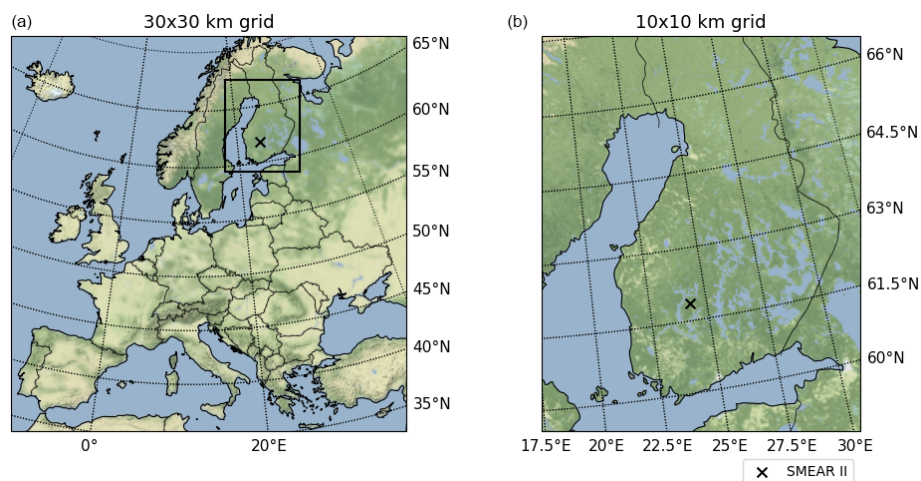 (a) 30x30 km grid
65°N
60°N
55°N
50°N
45°N
40°N
35°N
0° 20°E
(b) 10x10 km grid
66°N
64.5°N
63°N
61.5°N
60°N
17.5°E 20°E 22.5°E 25°E 27.5°E 30°E
SMEAR II